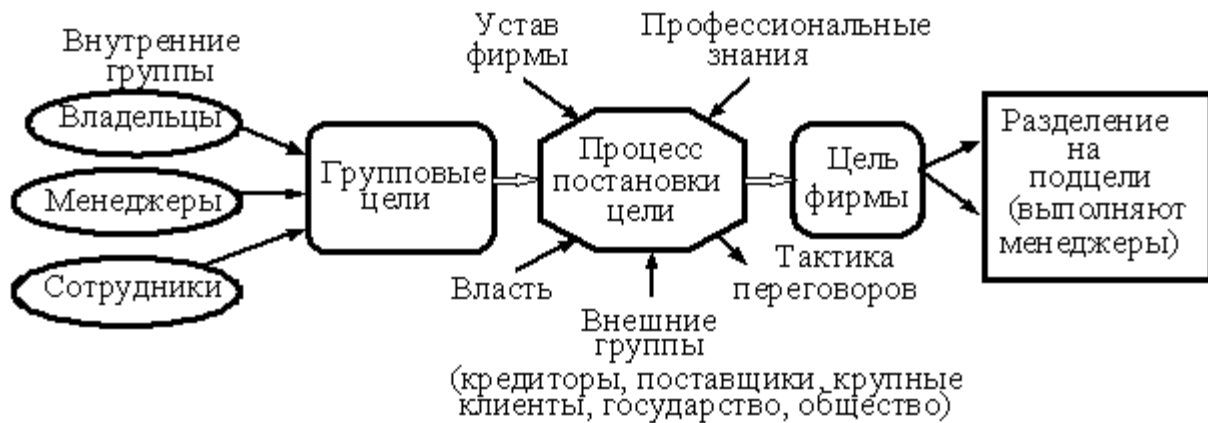 Внутренние
группы
Владельцы
Менеджеры
Сотрудники
Групповые
цели
Устав
фирмы
Профессиональные
знания
Процесс
постановки
цели
Власть
Внешние
группы
(кредиторы, поставщики, крупные
клиенты, государство, общество)
Тактика
переговоров
Цель
фирмы
Разделение
на
подцели
(выполняют
менеджеры)